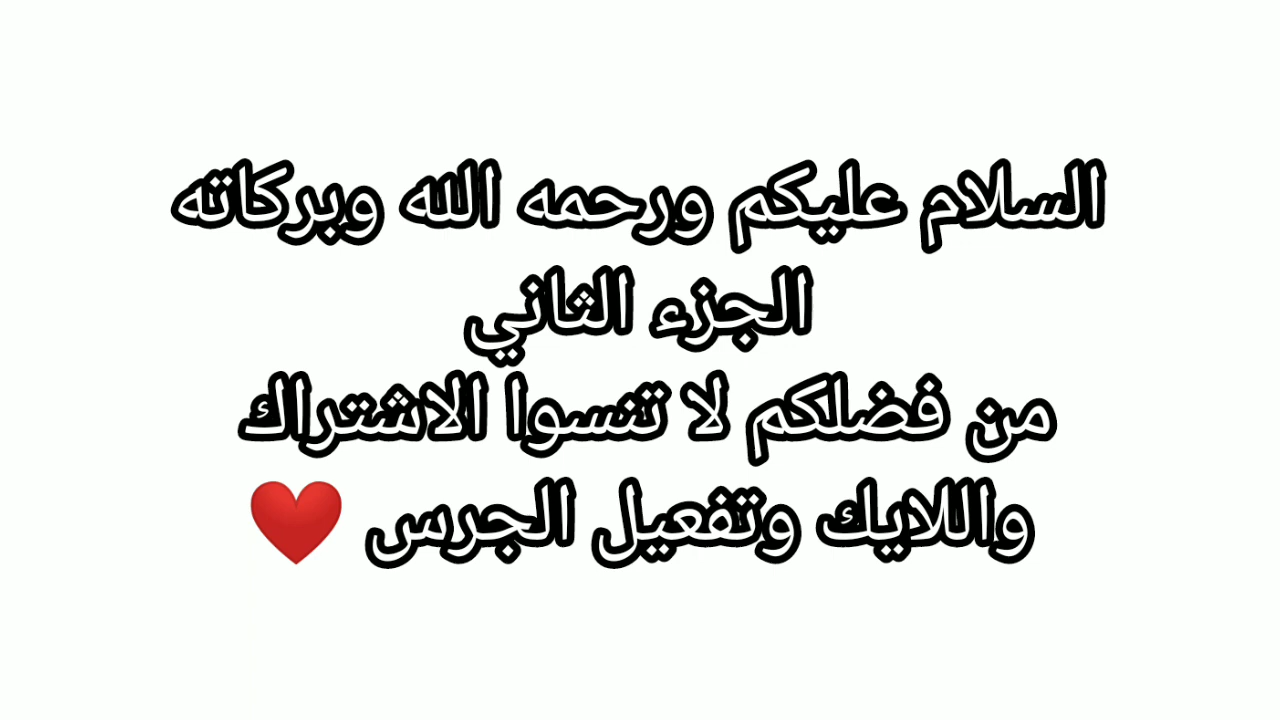 السلام عليكم ورحمه الله وبركاته
الجزء الثاني
من فضلكم لا تنسوا الاشتراك
واللايك وتفعيل الجرس ❤️